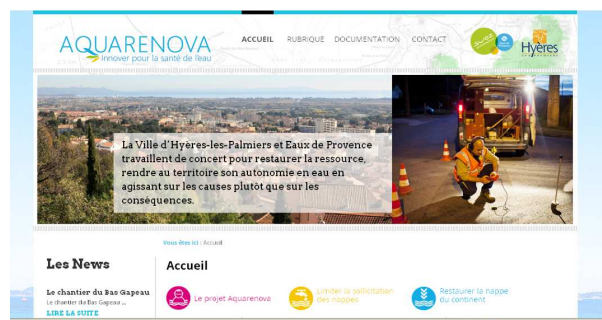 AQUARENOVA
Innover pour la santé de l'eau
ACCUEIL RUBRIQUE DOCUMENTATION CONTACT
Hyères
La Ville d'Hyères-les-Palmiers et Eaux de Provence
travaillent de concert pour restaurer la ressource,
rendre au territoire son autonomie en eau en
agissant sur les causes plutôt que sur les
conséquences.
Vous êtes ici : Accueil
Les News
Le chantier du Bas Gapeau
Le chantier du Bas Gapeau ...
LIRE LA SUITE
Accueil
Le projet Aquarenova
Limiter la sollicitation
des nappes
Restaurer la nappe
du continent